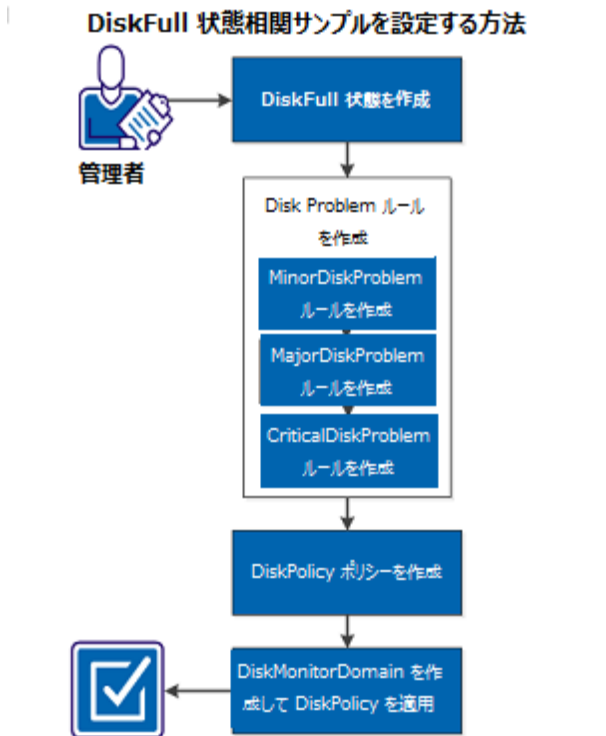 DiskFull 状態相関サンプルを設定する方法
管理者
DiskFull 状態を作成
Disk Problem ルール
を作成
MinorDiskProblem
ルールを作成
MajorDiskProblem
ルールを作成
CriticalDiskProblem
ルールを作成
DiskPolicy ポリシーを作成
DiskMonitorDomain を作
成して DiskPolicy を適用